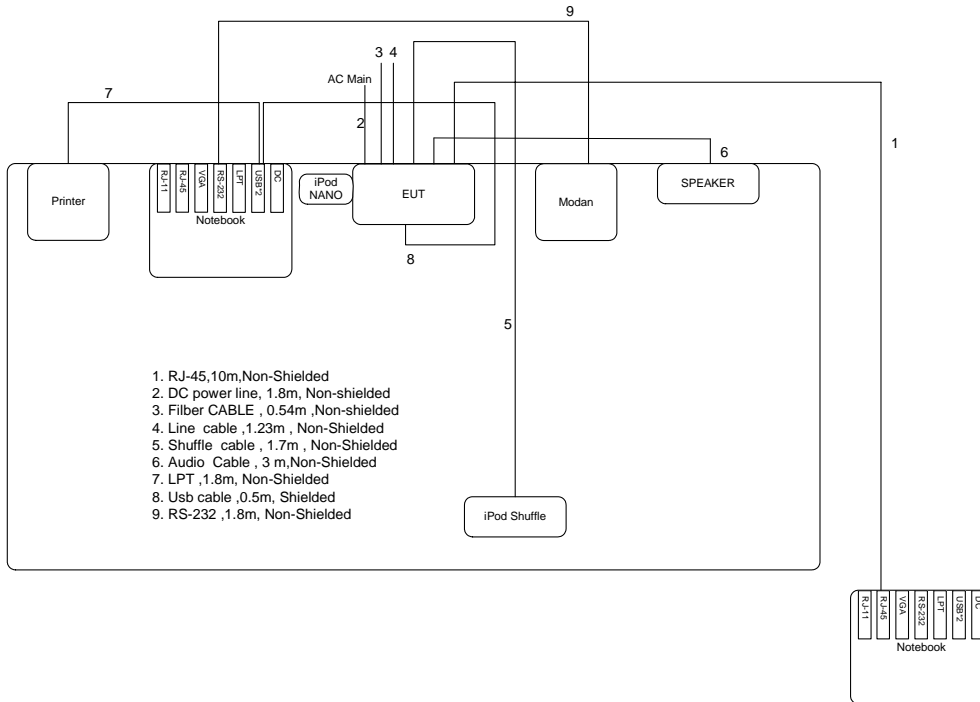 9
3 4
AC Main
7
2
1
6
Printer
RJ-11
RJ-45
VGA
RS-232
LPT
USB*2
DC
Notebook
iPod
NANO
EUT
Modan
SPEAKER
8
5
1. RJ-45,10m,Non-Shielded
2. DC power line, 1.8m, Non-shielded
3. Filber CABLE , 0.54m ,Non-shielded
4. Line cable ,1.23m , Non-Shielded
5. Shuffle cable , 1.7m , Non-Shielded
6. Audio Cable , 3 m,Non-Shielded
7. LPT ,1.8m, Non-Shielded
8. Usb cable ,0.5m, Shielded
9. RS-232 ,1.8m, Non-Shielded
iPod Shuffle
RJ-11
RJ-45
VGA
RS-232
LPT
USB*2
DC
Notebook